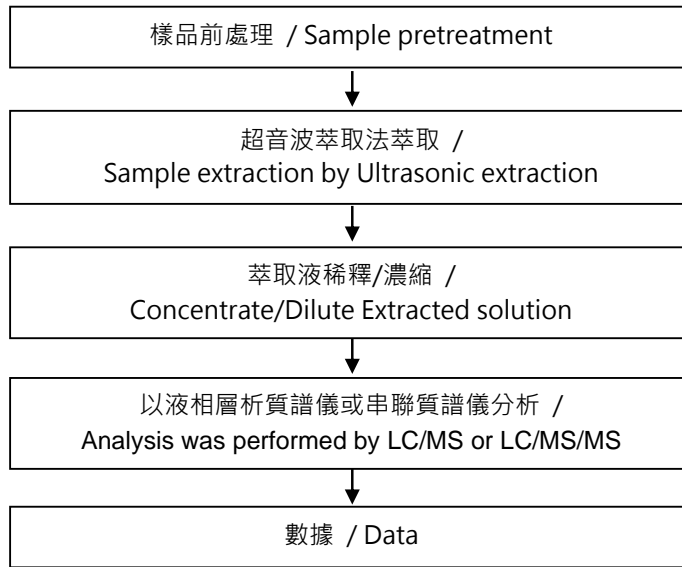 樣品前處理 / Sample pretreatment
超音波萃取法萃取 /
Sample extraction by Ultrasonic extraction
萃取液稀釋/濃縮 /
Concentrate/Dilute Extracted solution
以液相層析質譜儀或串聯質譜儀分析 /
Analysis was performed by LC/MS or LC/MS/MS
數據 / Data